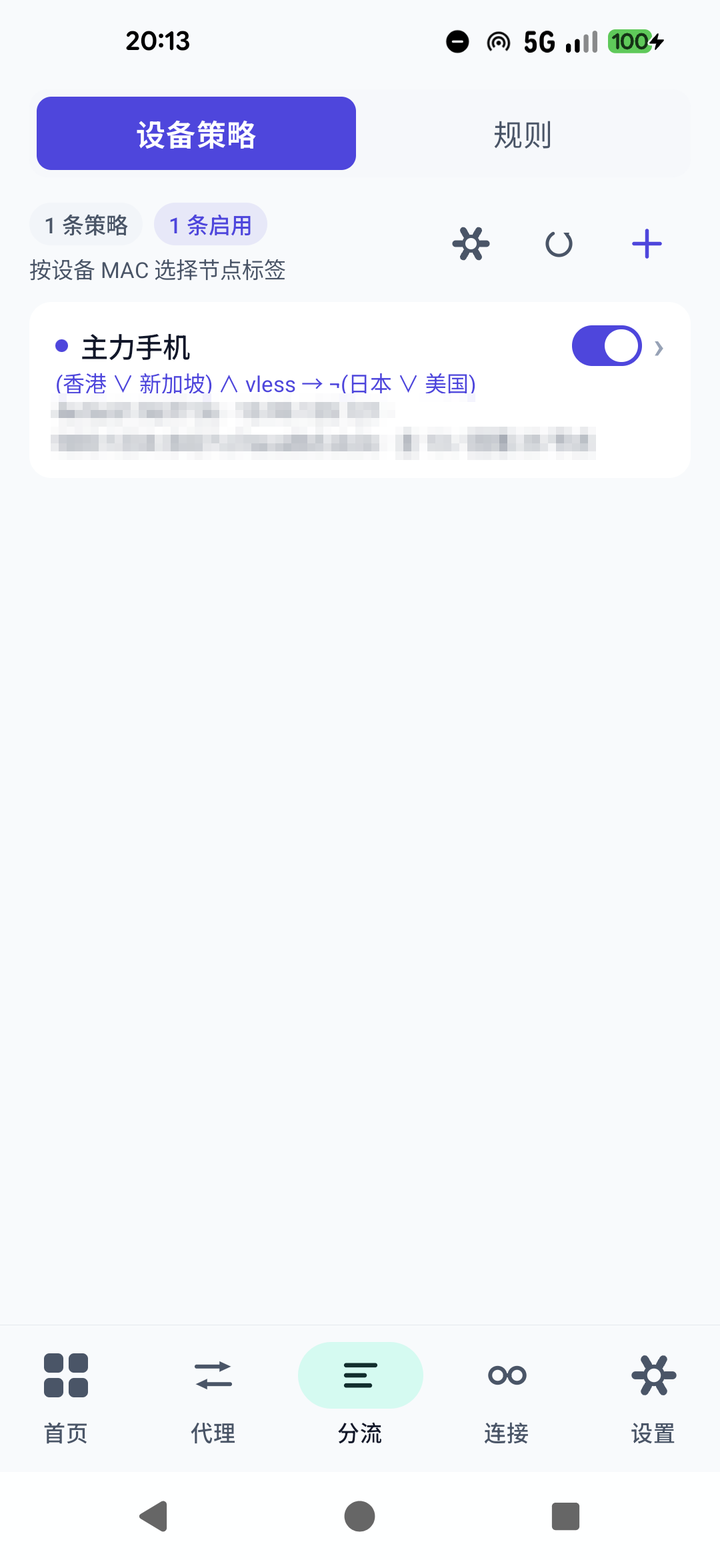 20:13 5G 100
设备策略 规则
1 条策略 1 条启用
按设备 MAC 选择节点标签
主力手机
(香港 ∨ 新加坡) ∧ vless → ¬(日本 ∨ 美国)
首页 代理 分流 连接 设置